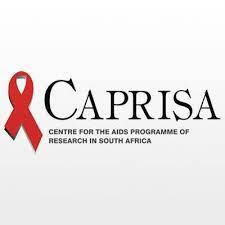 CAPRISA
CENTRE FOR THE AIDS PROGRAMME OF
RESEARCH IN SOUTH AFRICA